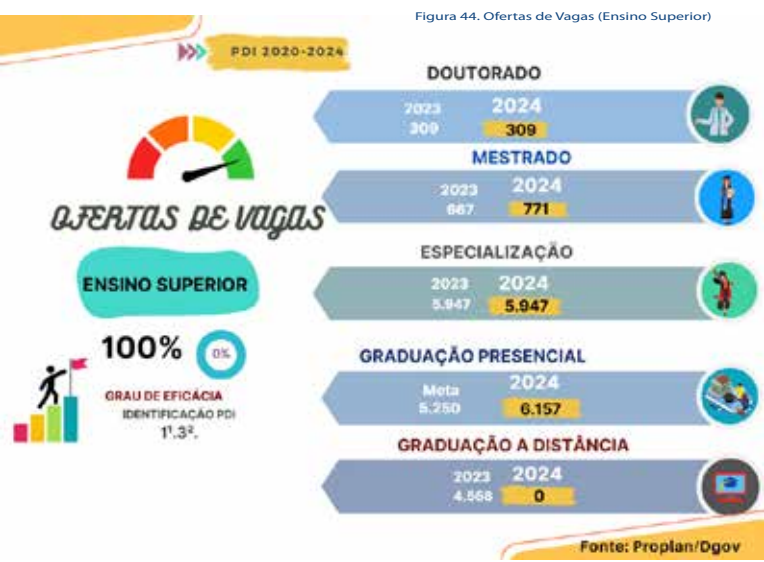 Figura 44. Ofertas de Vagas (Ensino Superior)
PDI 2020-2024
OFERTAS DE VAGAS
ENSINO SUPERIOR
100%
0%
GRAU DE EFICÁCIA
IDENTIFICAÇÃO PDI
1¹.3².
DOUTORADO
2023 2024
309 309
MESTRADO
2023 2024
667 771
ESPECIALIZAÇÃO
2023 2024
5.947 5.947
GRADUAÇÃO PRESENCIAL
Meta 2024
5.250 6.157
GRADUAÇÃO A DISTÂNCIA
2023 2024
4.568 0
Fonte: Proplan/Dgov